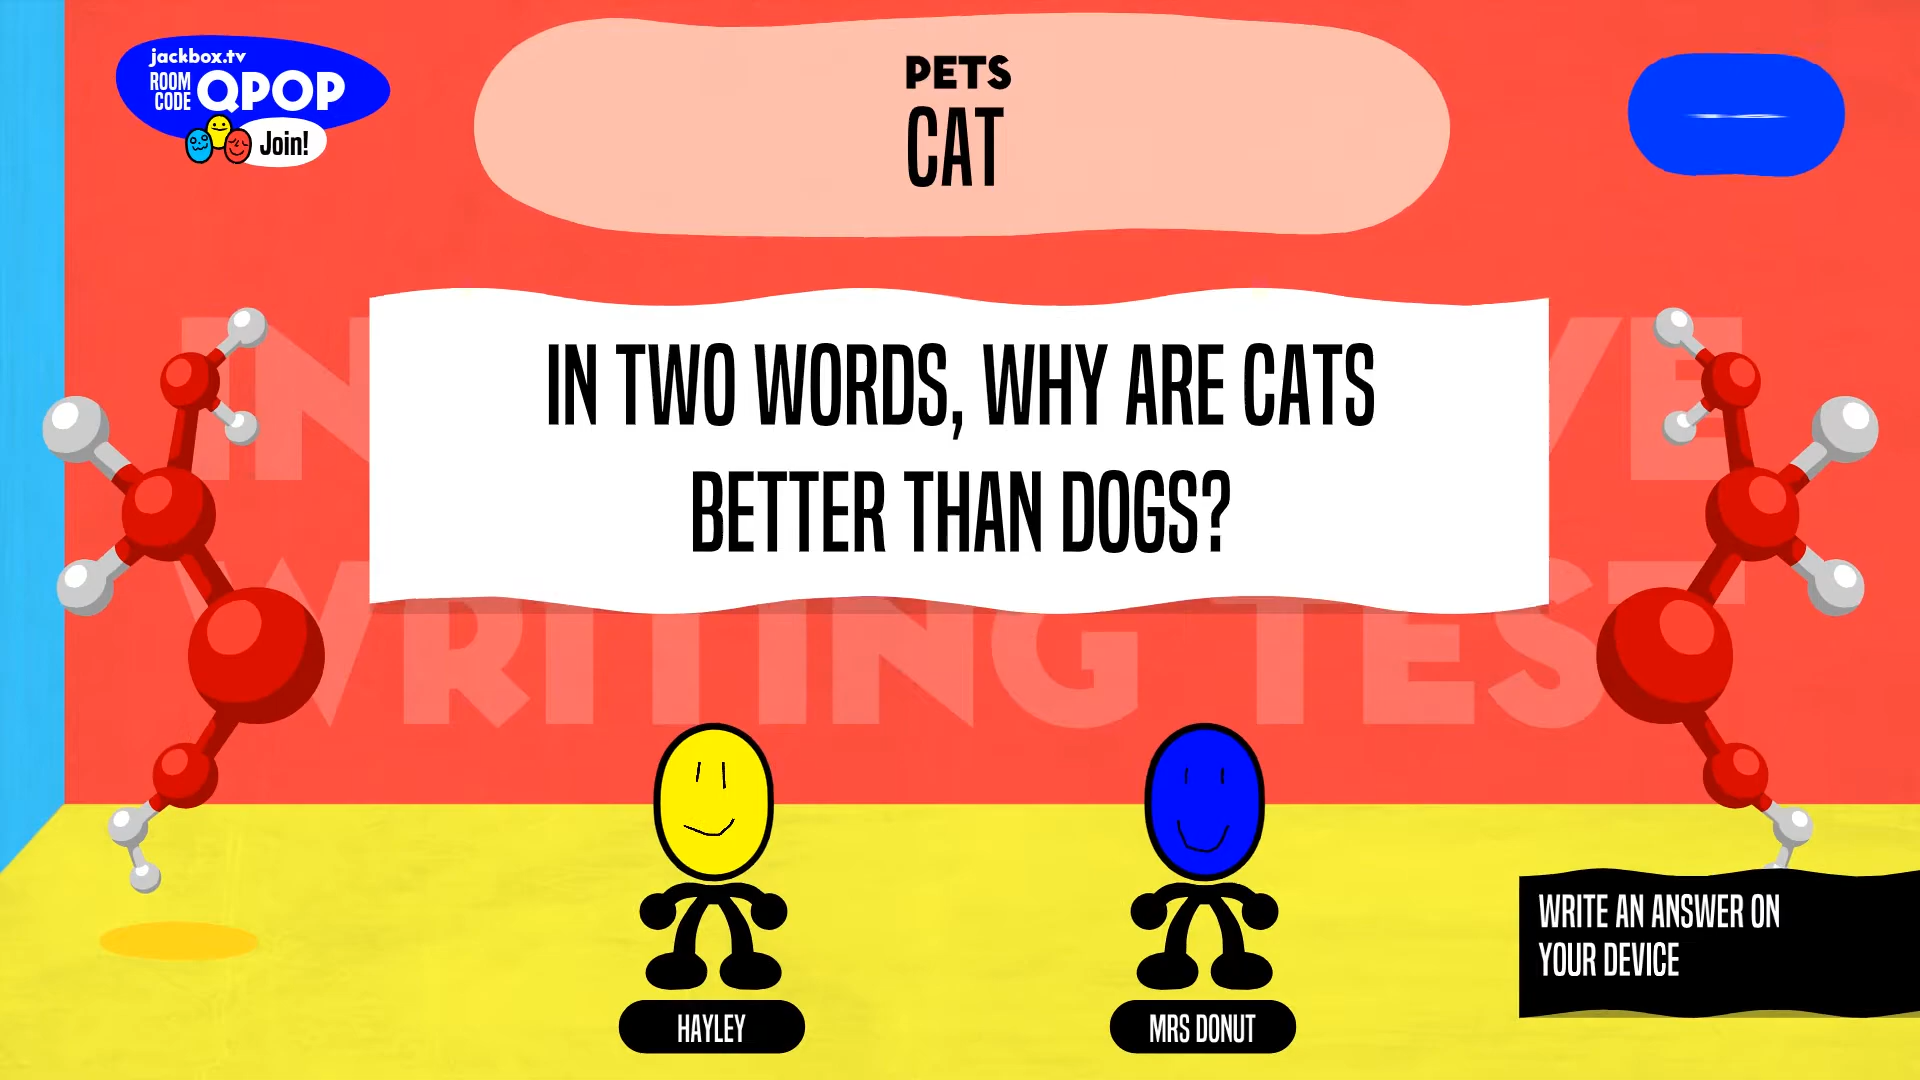 jackbox.tv
ROOM CODE QPOP
Join!
PETS
CAT
IN TWO WORDS, WHY ARE CATS
BETTER THAN DOGS?
WRITING TEST
HAYLEY
MRS DONUT
WRITE AN ANSWER ON
YOUR DEVICE